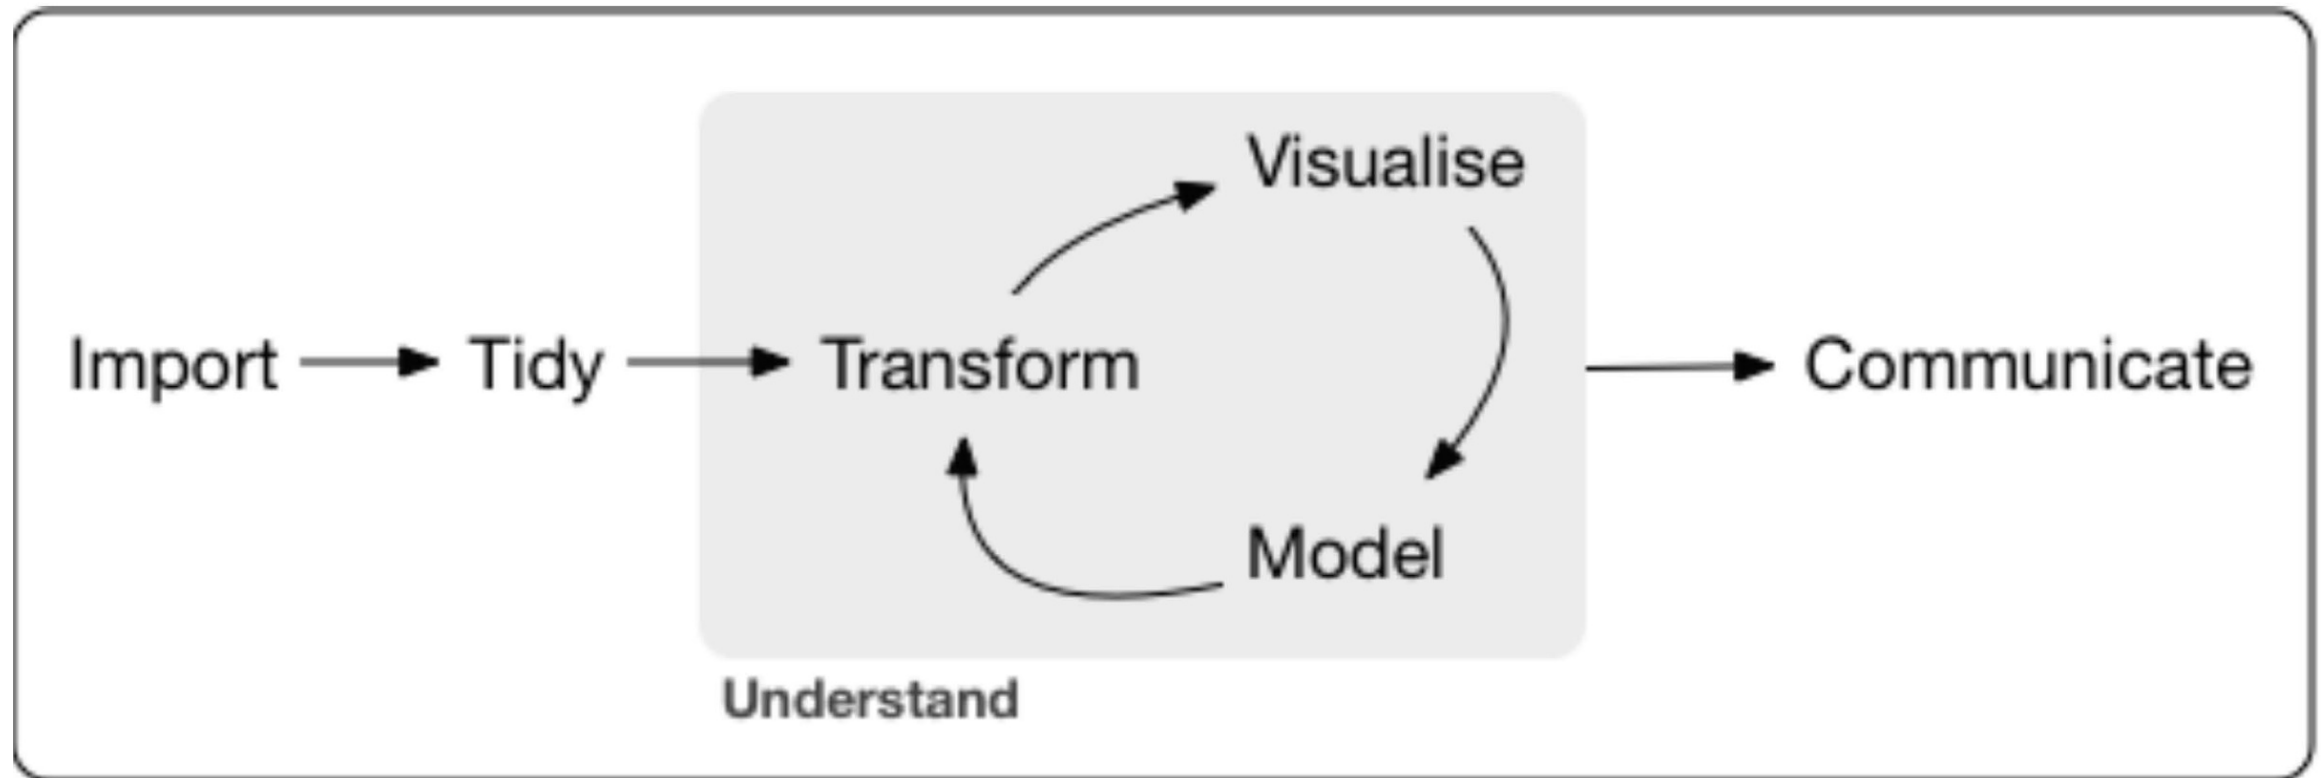 Visualise
Import Tidy Transform Communicate
Model
Understand